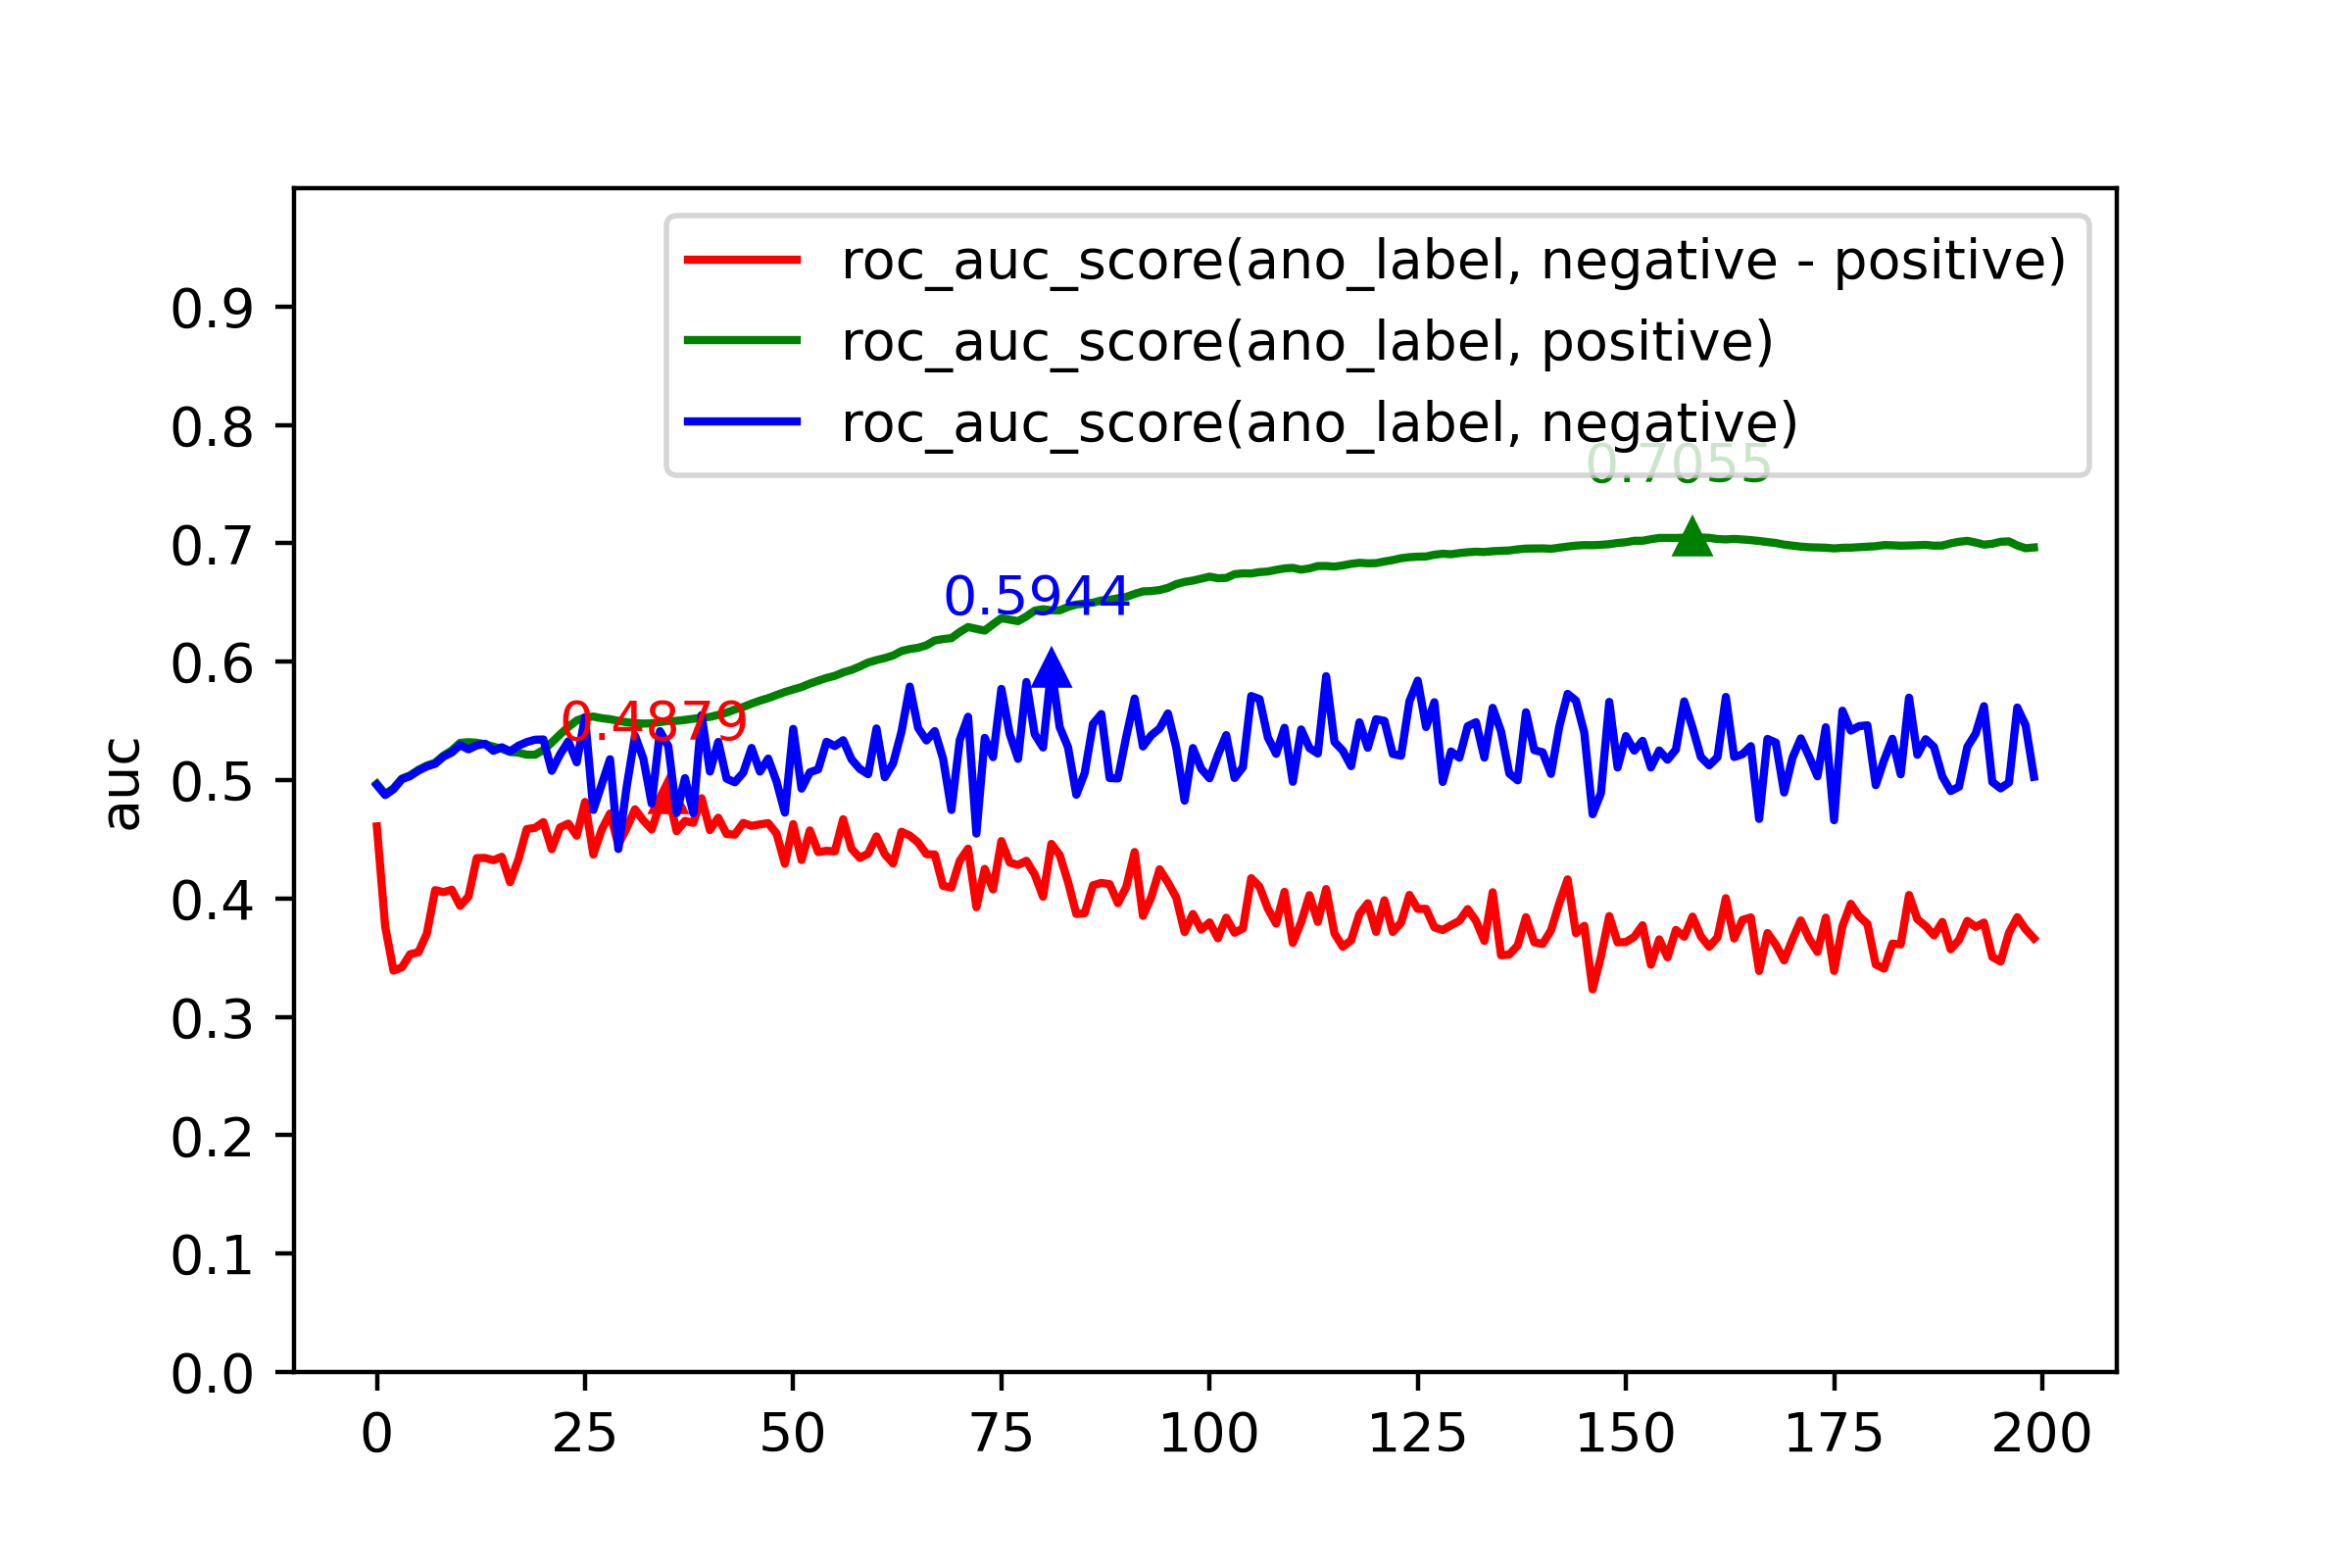 roc_auc_score(ano_label, negative - positive)
roc_auc_score(ano_label, positive)
roc_auc_score(ano_label, negative)
0.7055
0.5944
0.4879
auc
0.9
0.8
0.7
0.6
0.5
0.4
0.3
0.2
0.1
0.0
0 25 50 75 100 125 150 175 200